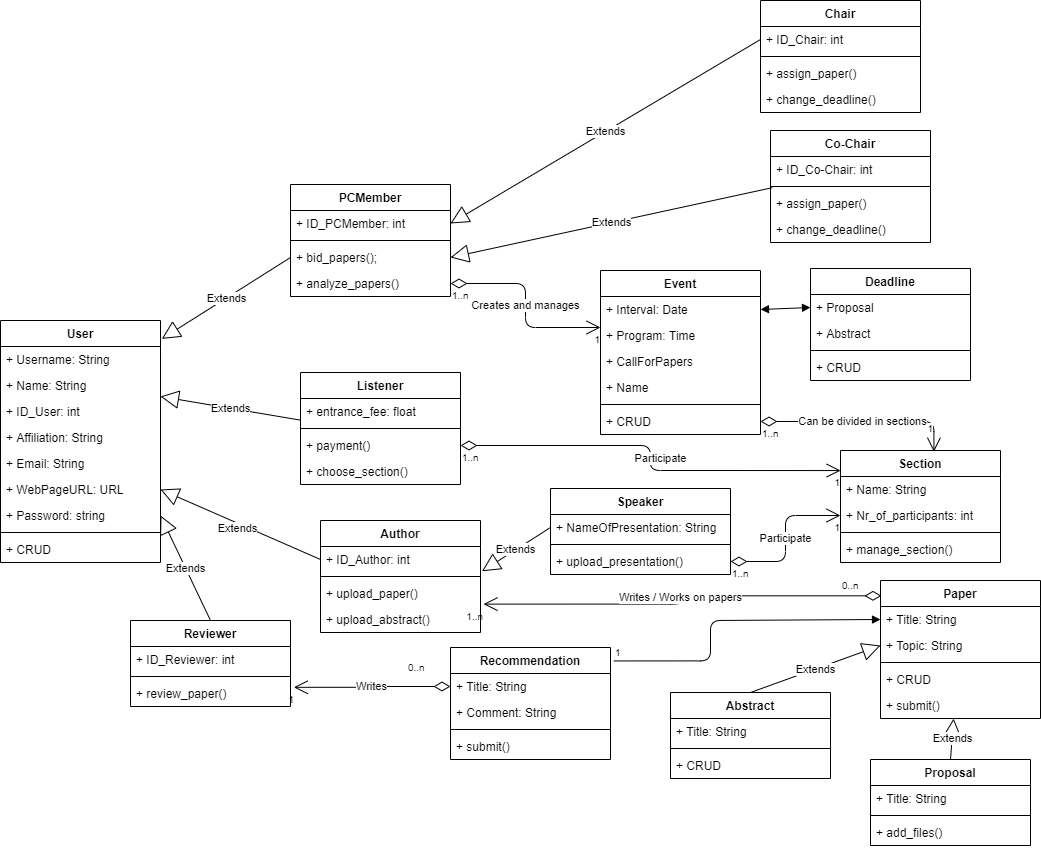 Chair
+ ID_Chair: int
+ assign_paper()
+ change_deadline()
Extends
Co-Chair
+ ID_Co-Chair: int
+ assign_paper()
+ change_deadline()
Extends
PCMember
+ ID_PCMember: int
+ bid_papers();
+ analyze_papers()
Extends
1..n
Creates and manages
1
Event
+ Interval: Date
+ Program: Time
+ CallForPapers
+ Name
+ CRUD
Deadline
+ Proposal
+ Abstract
+ CRUD
1..n
Can be divided in sections
1
User
+ Username: String
+ Name: String
+ ID_User: int
+ Affiliation: String
+ Email: String
+ WebPageURL: URL
+ Password: string
+ CRUD
Extends
Listener
+ entrance_fee: float
+ payment()
+ choose_section()
1..n
Participate
1
Section
+ Name: String
+ Nr_of_participants: int
+ manage_section()
Speaker
+ NameOfPresentation: String
+ upload_presentation()
1..n
Participate
1
Extends
Extends
Author
+ ID_Author: int
+ upload_paper()
+ upload_abstract()
1..n
Writes / Works on papers
0..n
Paper
+ Title: String
+ Topic: String
+ CRUD
+ submit()
Extends
Reviewer
+ ID_Reviewer: int
+ review_paper()
1
Writes
0..n
Recommendation
+ Title: String
+ Comment: String
+ submit()
1
Extends
Abstract
+ Title: String
+ CRUD
Extends
Proposal
+ Title: String
+ add_files()